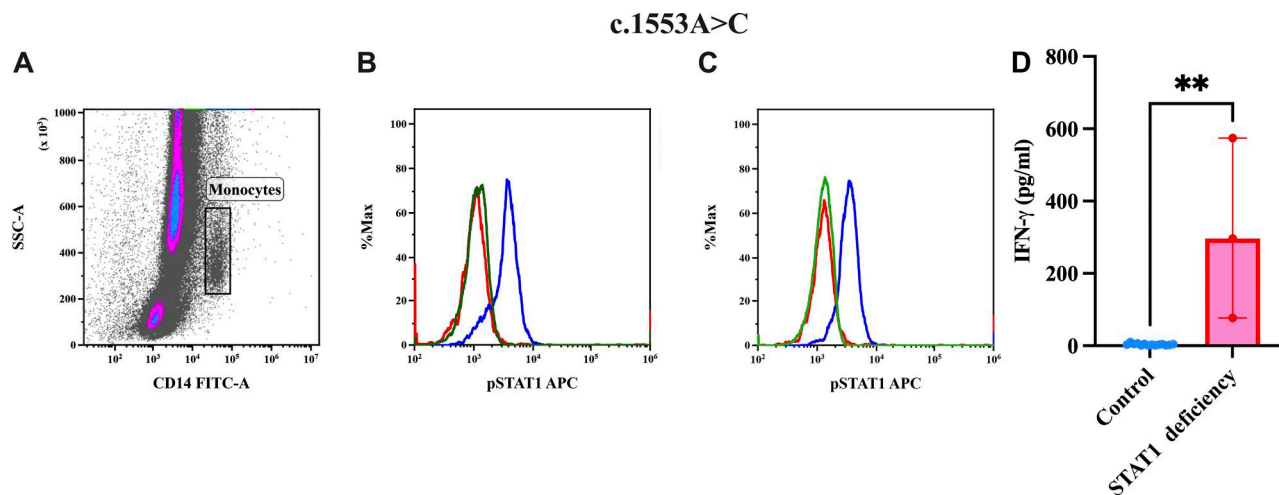 c.1553A>C
A
B
C
D
SSC-A
(x 10³)
1000
800
600
400
200
0
Monocytes
10²
10³
10⁴
10⁵
10⁶
10⁷
CD14 FITC-A
%Max
100
80
60
40
20
0
10²
10³
10⁴
10⁵
10⁶
pSTAT1 APC
%Max
100
80
60
40
20
0
10²
10³
10⁴
10⁵
10⁶
pSTAT1 APC
IFN-γ (pg/ml)
800
600
400
200
0
**
Control
STAT1 deficiency